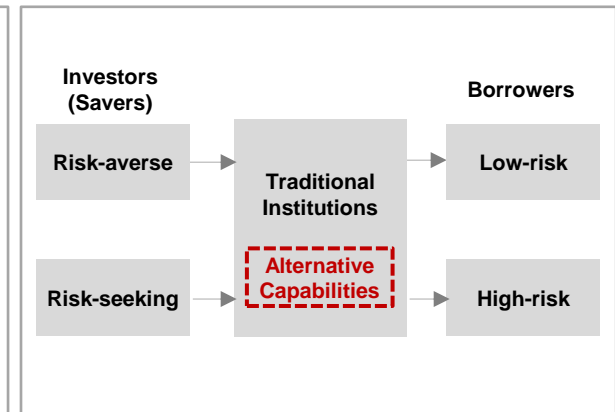 Investors
(Savers)
Borrowers
Risk-averse
Traditional
Institutions
Low-risk
Risk-seeking
Alternative
Capabilities
High-risk